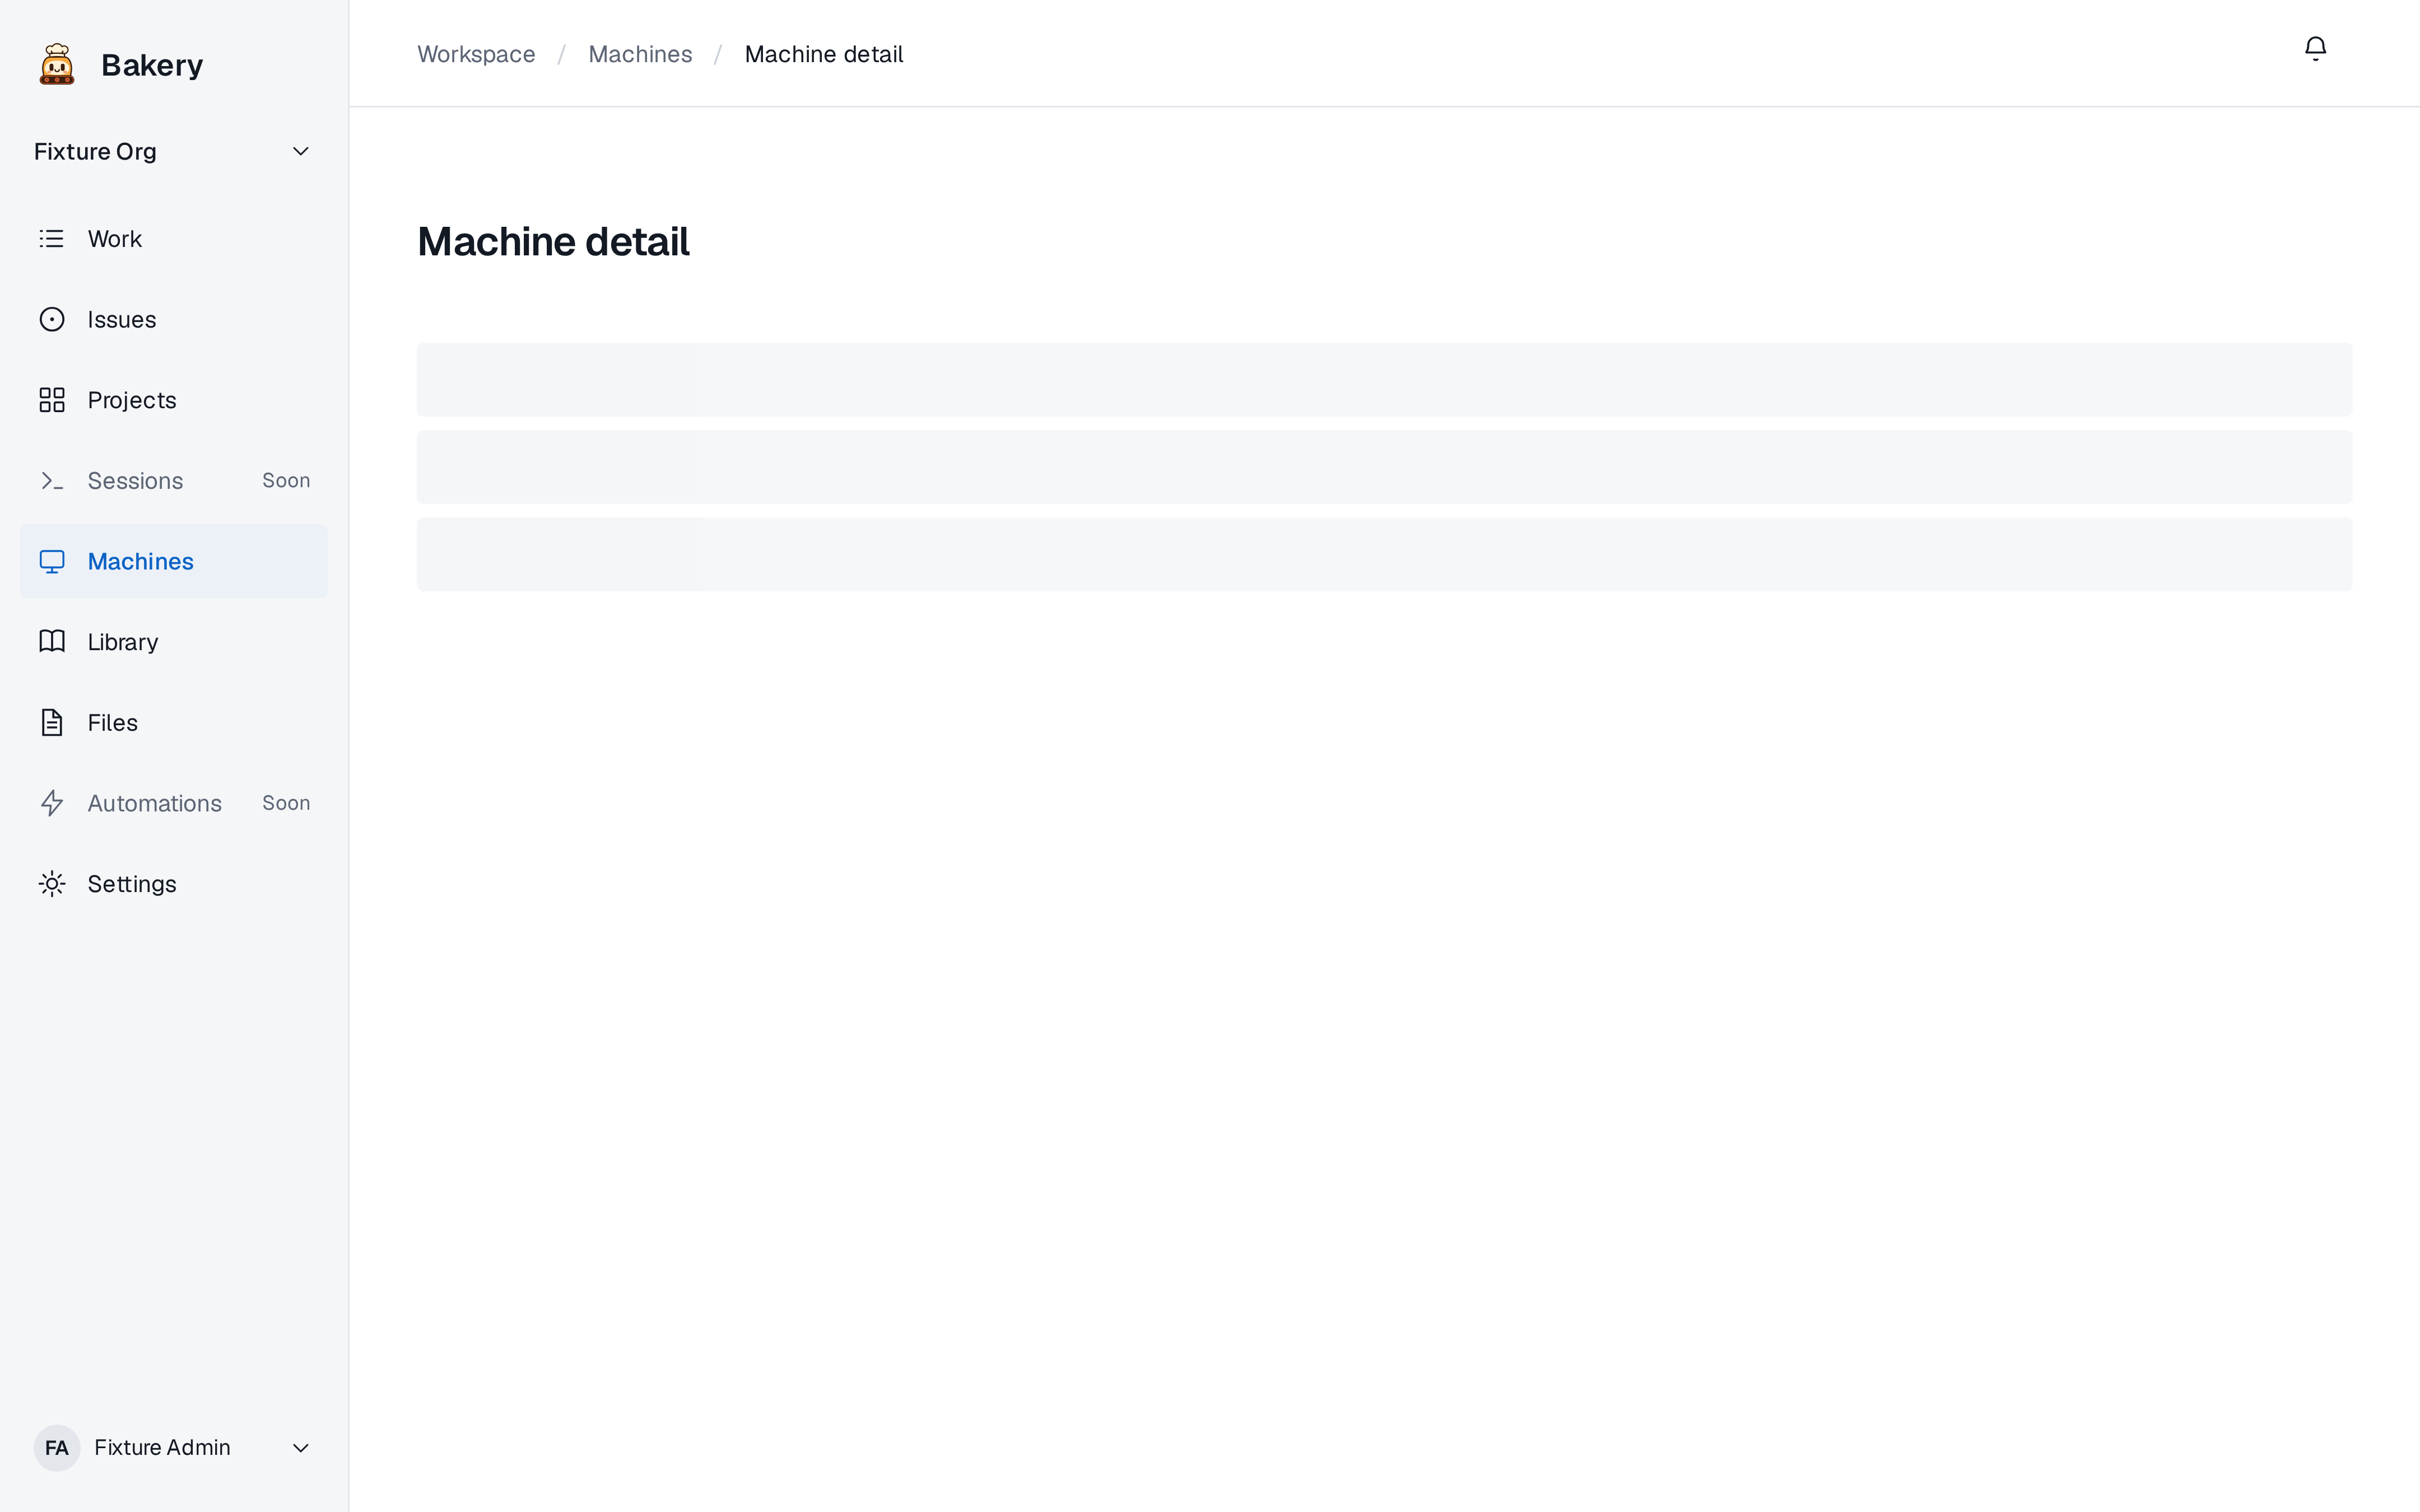 Bakery
Fixture Org
Work
Issues
Projects
Sessions Soon
Machines
Library
Files
Automations Soon
Settings
FA Fixture Admin
Workspace / Machines / Machine detail
Machine detail